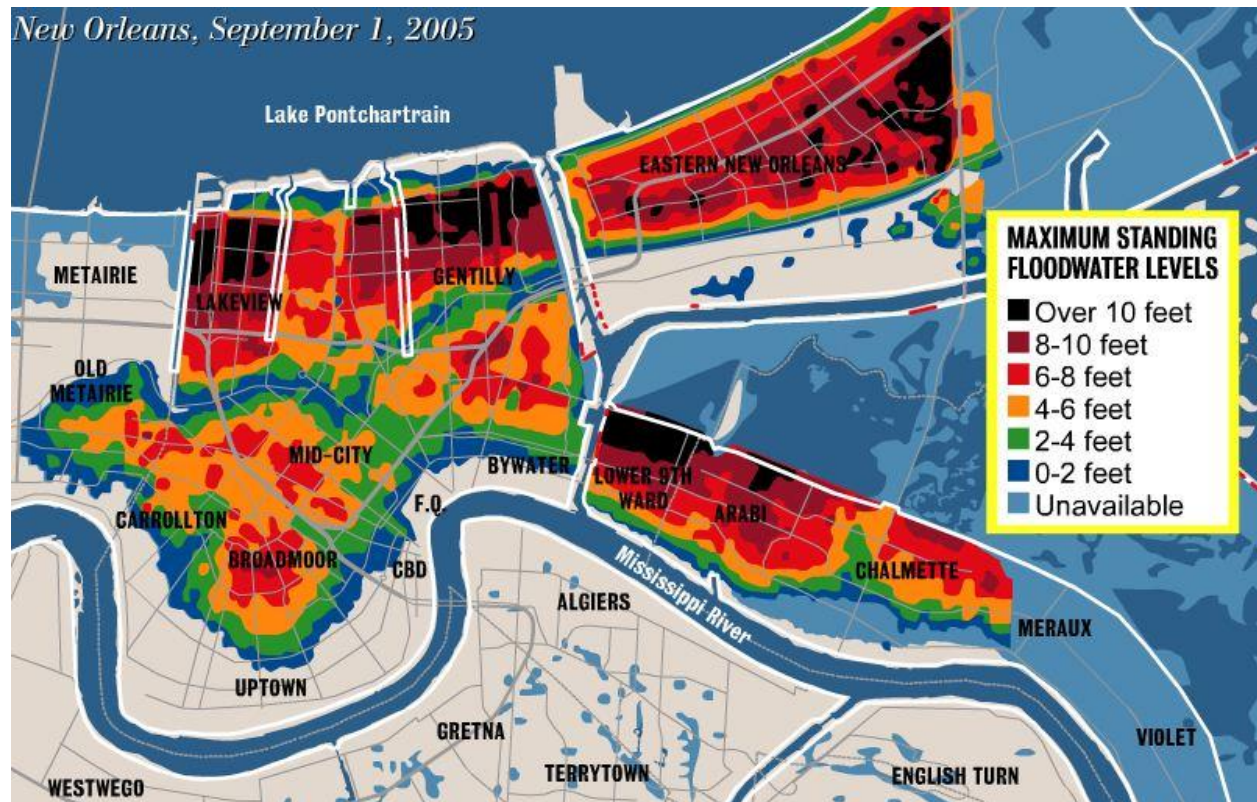 New Orleans, September 1, 2005
Lake Pontchartrain
EASTERN NEW ORLEANS
METAIRIE
LAKEVIEW
GENTILLY
OLD
METAIRIE
MID-CITY
BYWATER
LOWER 9TH
WARD
F.Q.
ARABI
CARROLLTON
BROADMOOR
CBD
CHALMETTE
Mississippi River
ALGIERS
MERAUX
UPTOWN
GRETNA
VIOLET
TERRYTOWN
ENGLISH TURN
WESTWEGO
MAXIMUM STANDING
FLOODWATER LEVELS
Over 10 feet
8-10 feet
6-8 feet
4-6 feet
2-4 feet
0-2 feet
Unavailable